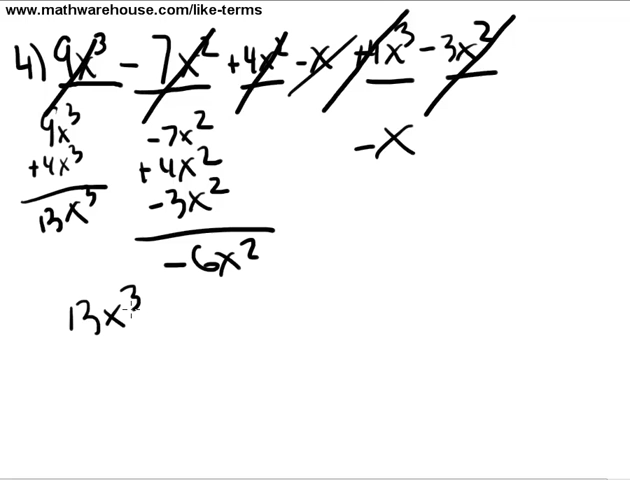 www.mathwarehouse.com/like-terms
4) 9x³ - 7x² + 4x² - x + 4x³ - 3x²
9x³
+4x³
13x³
-7x²
+4x²
-3x²
-6x²
-x
13x³